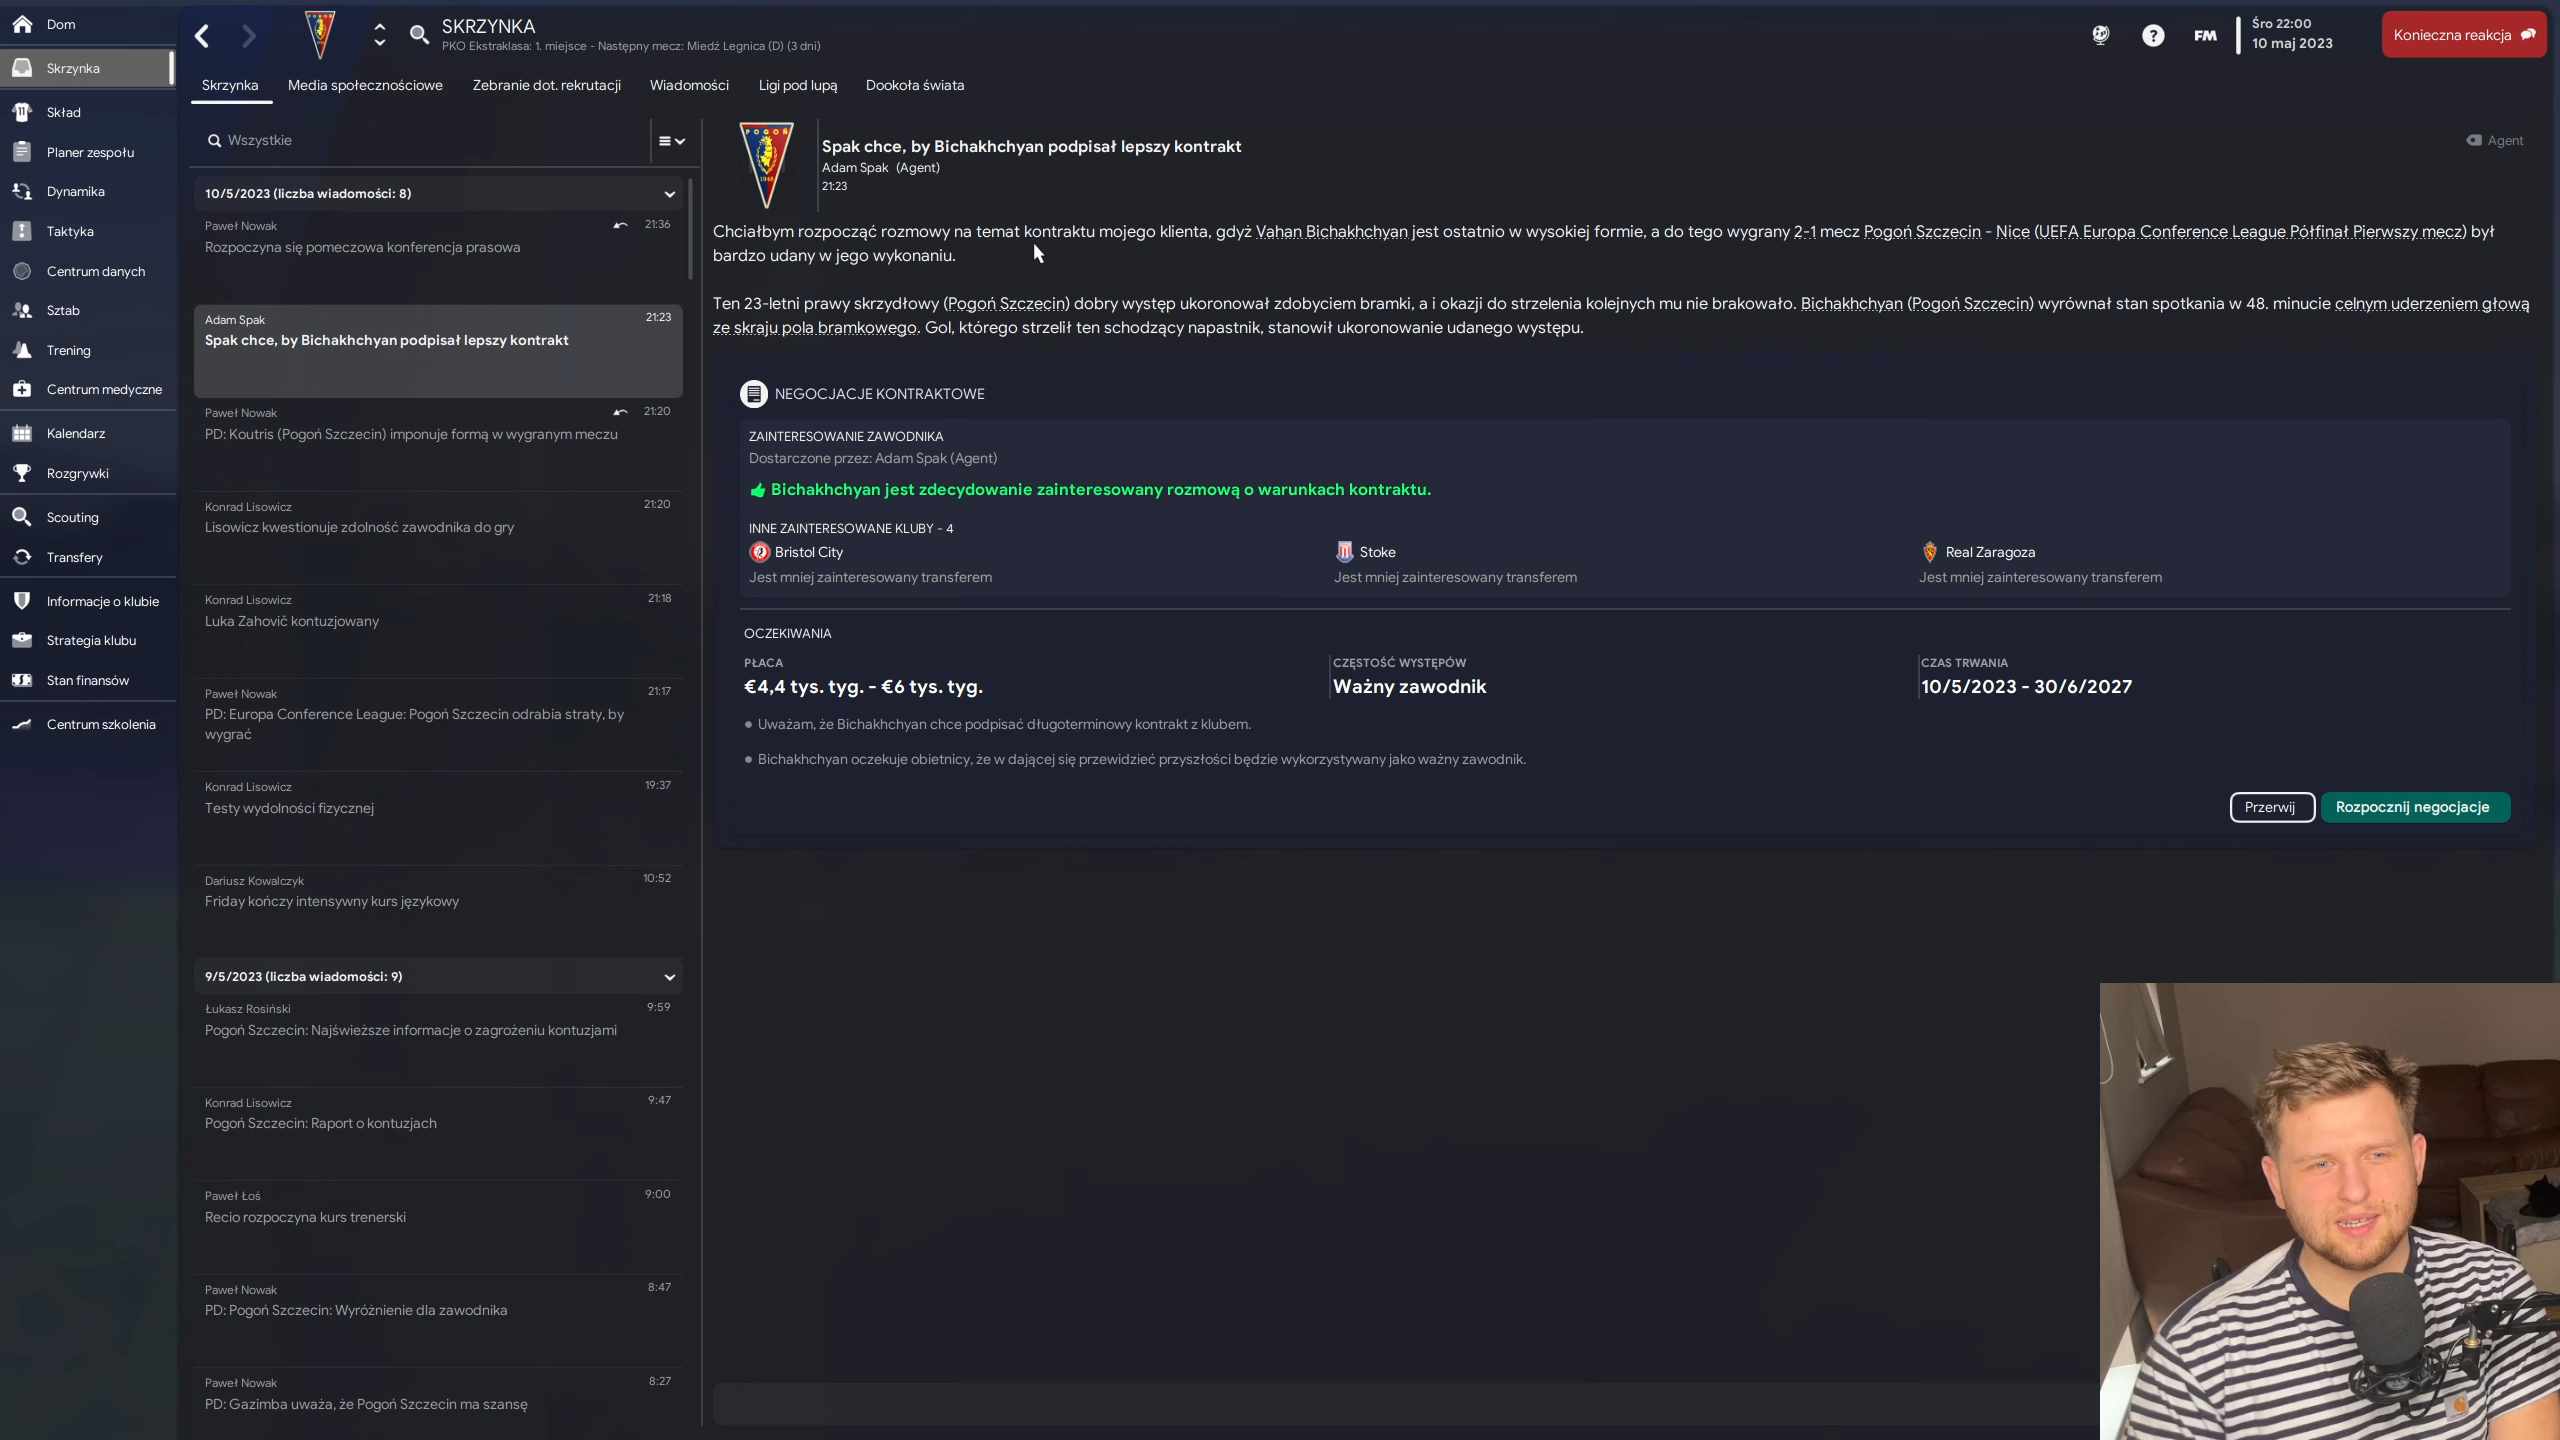 Dom
Skrzynka
Skład
Planer zespołu
Dynamika
Taktyka
Centrum danych
Sztab
Trening
Centrum medyczne
Kalendarz
Rozgrywki
Scouting
Transfery
Informacje o klubie
Strategia klubu
Stan finansów
Centrum szkolenia
SKRZYNKA
PKO Ekstraklasa: 1. miejsce - Następny mecz: Miedź Legnica (D) (3 dni)
FM
Śro 22:00
10 maj 2023
Konieczna reakcja
Skrzynka
Media społecznościowe
Zebranie dot. rekrutacji
Wiadomości
Ligi pod lupą
Dookoła świata
Wszystkie
10/5/2023 (liczba wiadomości: 8)
Paweł Nowak 21:36
Rozpoczyna się pomeczowa konferencja prasowa
Adam Spak 21:23
Spak chce, by Bichakhchyan podpisał lepszy kontrakt
Paweł Nowak 21:20
PD: Koutris (Pogoń Szczecin) imponuje formą w wygranym meczu
Konrad Lisowicz 21:20
Lisowicz kwestionuje zdolność zawodnika do gry
Konrad Lisowicz 21:18
Luka Zahovič kontuzjowany
Paweł Nowak 21:17
PD: Europa Conference League: Pogoń Szczecin odrabia straty, by
wygrać
Konrad Lisowicz 19:37
Testy wydolności fizycznej
Dariusz Kowalczyk 10:52
Friday kończy intensywny kurs językowy
9/5/2023 (liczba wiadomości: 9)
Łukasz Rosiński 9:59
Pogoń Szczecin: Najświeższe informacje o zagrożeniu kontuzjami
Konrad Lisowicz 9:47
Pogoń Szczecin: Raport o kontuzjach
Paweł Łoś 9:00
Recio rozpoczyna kurs trenerski
Paweł Nowak 8:47
PD: Pogoń Szczecin: Wyróżnienie dla zawodnika
Paweł Nowak 8:27
PD: Gazimba uważa, że Pogoń Szczecin ma szansę
POGOŃ
1948
Spak chce, by Bichakhchyan podpisał lepszy kontrakt
Adam Spak (Agent)
21:23
Agent
Chciałbym rozpocząć rozmowy na temat kontraktu mojego klienta, gdyż Vahan Bichakhchyan jest ostatnio w wysokiej formie, a do tego wygrany 2-1 mecz Pogoń Szczecin - Nice (UEFA Europa Conference League Półfinał Pierwszy mecz) był
bardzo udany w jego wykonaniu.
Ten 23-letni prawy skrzydłowy (Pogoń Szczecin) dobry występ ukoronował zdobyciem bramki, a i okazji do strzelenia kolejnych mu nie brakowało. Bichakhchyan (Pogoń Szczecin) wyrównał stan spotkania w 48. minucie celnym uderzeniem głową
ze skraju pola bramkowego. Gol, którego strzelił ten schodzący napastnik, stanowił ukoronowanie udanego występu.
NEGOCJACJE KONTRAKTOWE
ZAINTERESOWANIE ZAWODNIKA
Dostarczone przez: Adam Spak (Agent)
Bichakhchyan jest zdecydowanie zainteresowany rozmową o warunkach kontraktu.
INNE ZAINTERESOWANE KLUBY - 4
Bristol City
Jest mniej zainteresowany transferem
Stoke
Jest mniej zainteresowany transferem
Real Zaragoza
Jest mniej zainteresowany transferem
OCZEKIWANIA
PŁACA
€4,4 tys. tyg. - €6 tys. tyg.
CZĘSTOŚĆ WYSTĘPÓW
Ważny zawodnik
CZAS TRWANIA
10/5/2023 - 30/6/2027
Uważam, że Bichakhchyan chce podpisać długoterminowy kontrakt z klubem.
Bichakhchyan oczekuje obietnicy, że w dającej się przewidzieć przyszłości będzie wykorzystywany jako ważny zawodnik.
Przerwij
Rozpocznij negocjacje